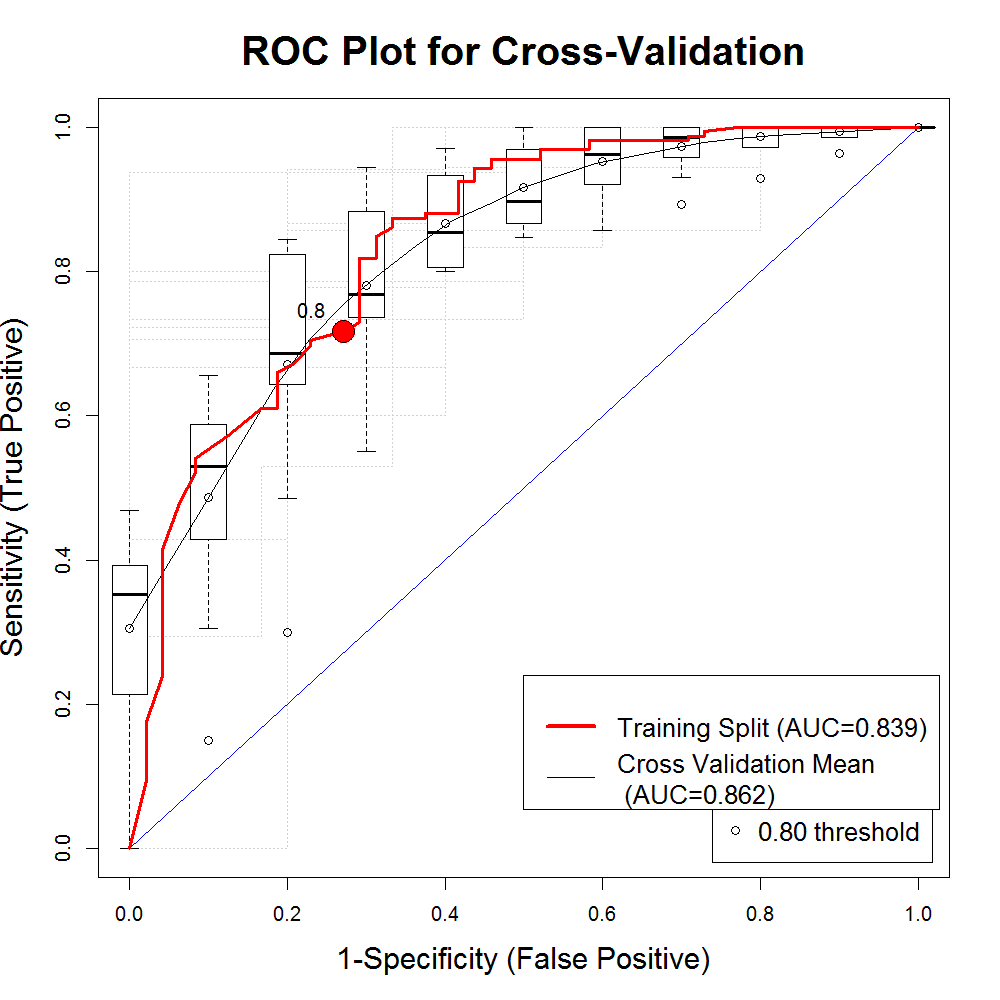 ROC Plot for Cross-Validation
Sensitivity (True Positive)
1.0
0.8
0.6
0.4
0.2
0.0
0.8
Training Split (AUC=0.839)
Cross Validation Mean
(AUC=0.862)
0.80 threshold
0.0 0.2 0.4 0.6 0.8 1.0
1-Specificity (False Positive)